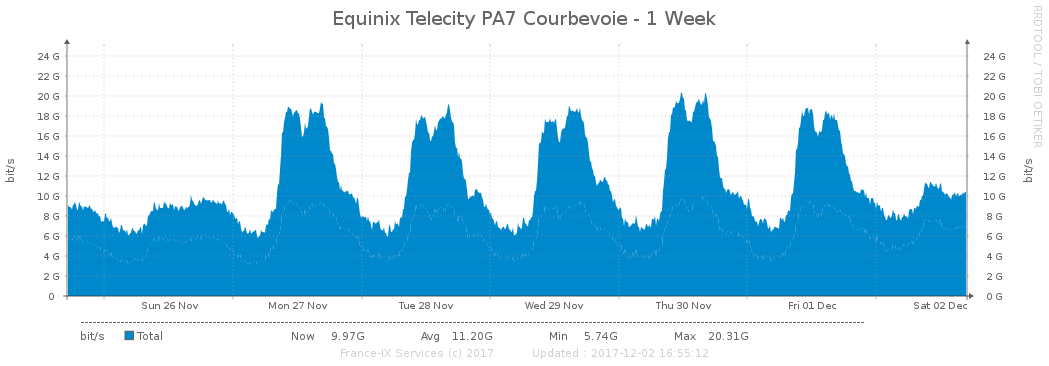 Equinix Telecity PA7 Courbevoie - 1 Week
RRDTOOL / TOBI OETIKER
bit/s
24 G 24 G
22 G 22 G
20 G 20 G
18 G 18 G
16 G 16 G
14 G 14 G
12 G 12 G
10 G 10 G
8 G 8 G
6 G 6 G
4 G 4 G
2 G 2 G
0 0 G
bit/s
Sun 26 Nov Mon 27 Nov Tue 28 Nov Wed 29 Nov Thu 30 Nov Fri 01 Dec Sat 02 Dec
bit/s Total Now 9.97G Avg 11.20G Min 5.74G Max 20.31G
France-IX Services (c) 2017 Updated : 2017-12-02 16:55:12